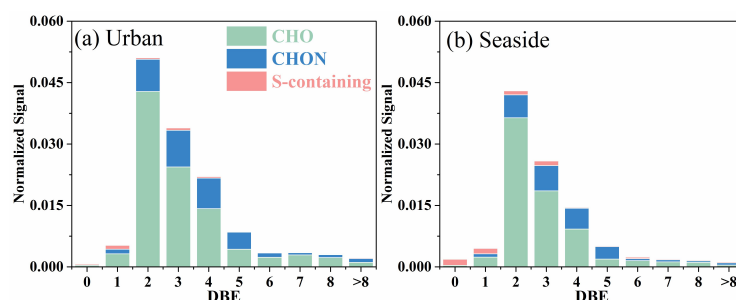 (a) Urban
CHO
CHON
S-containing
Normalized Signal
0.060
0.045
0.030
0.015
0.000
0 1 2 3 4 5 6 7 8 >8
DBE
(b) Seaside
Normalized Signal
0.060
0.045
0.030
0.015
0.000
0 1 2 3 4 5 6 7 8 >8
DBE